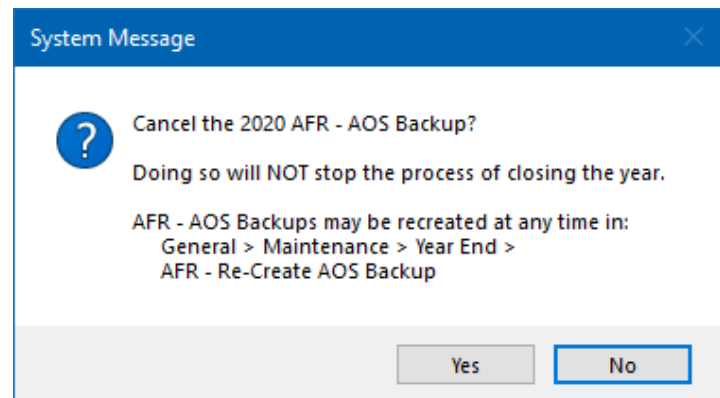 System Message
Cancel the 2020 AFR - AOS Backup?
Doing so will NOT stop the process of closing the year.
AFR - AOS Backups may be recreated at any time in:
General > Maintenance > Year End >
AFR - Re-Create AOS Backup
Yes No